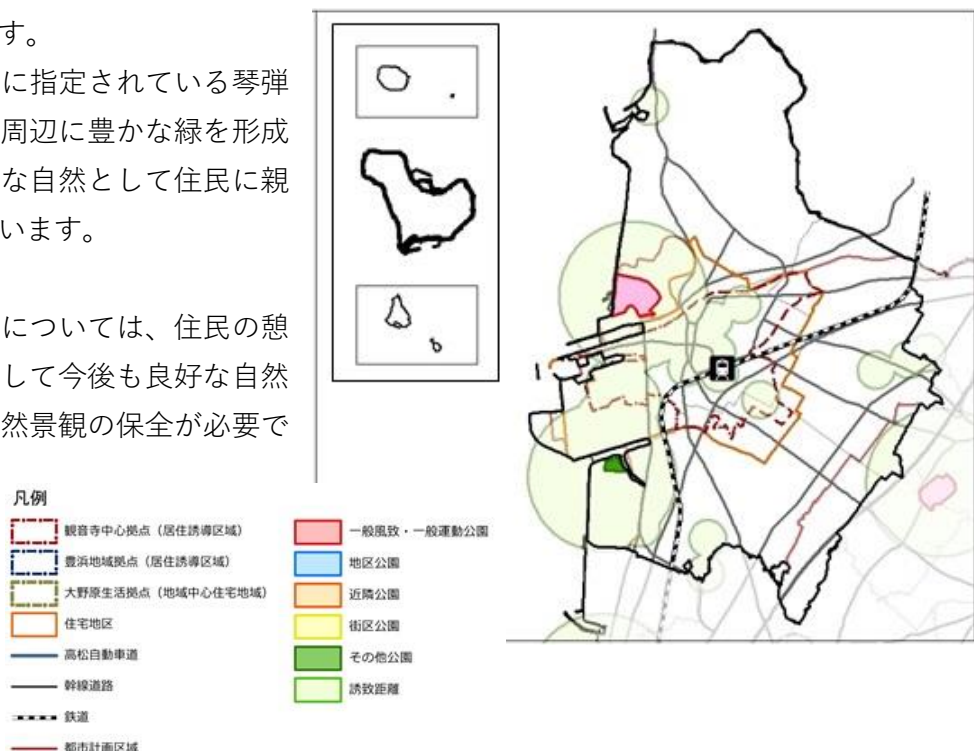 す。
に指定されている琴弾
周辺に豊かな緑を形成
な自然として住民に親
います。
については、住民の憩
して今後も良好な自然
然景観の保全が必要で
凡例
観音寺中心拠点（居住誘導区域）
豊浜地域拠点（居住誘導区域）
大野原生活拠点（地域中心住宅地域）
住宅地区
高松自動車道
幹線道路
鉄道
都市計画区域
一般風致・一般運動公園
地区公園
近隣公園
街区公園
その他公園
誘致距離